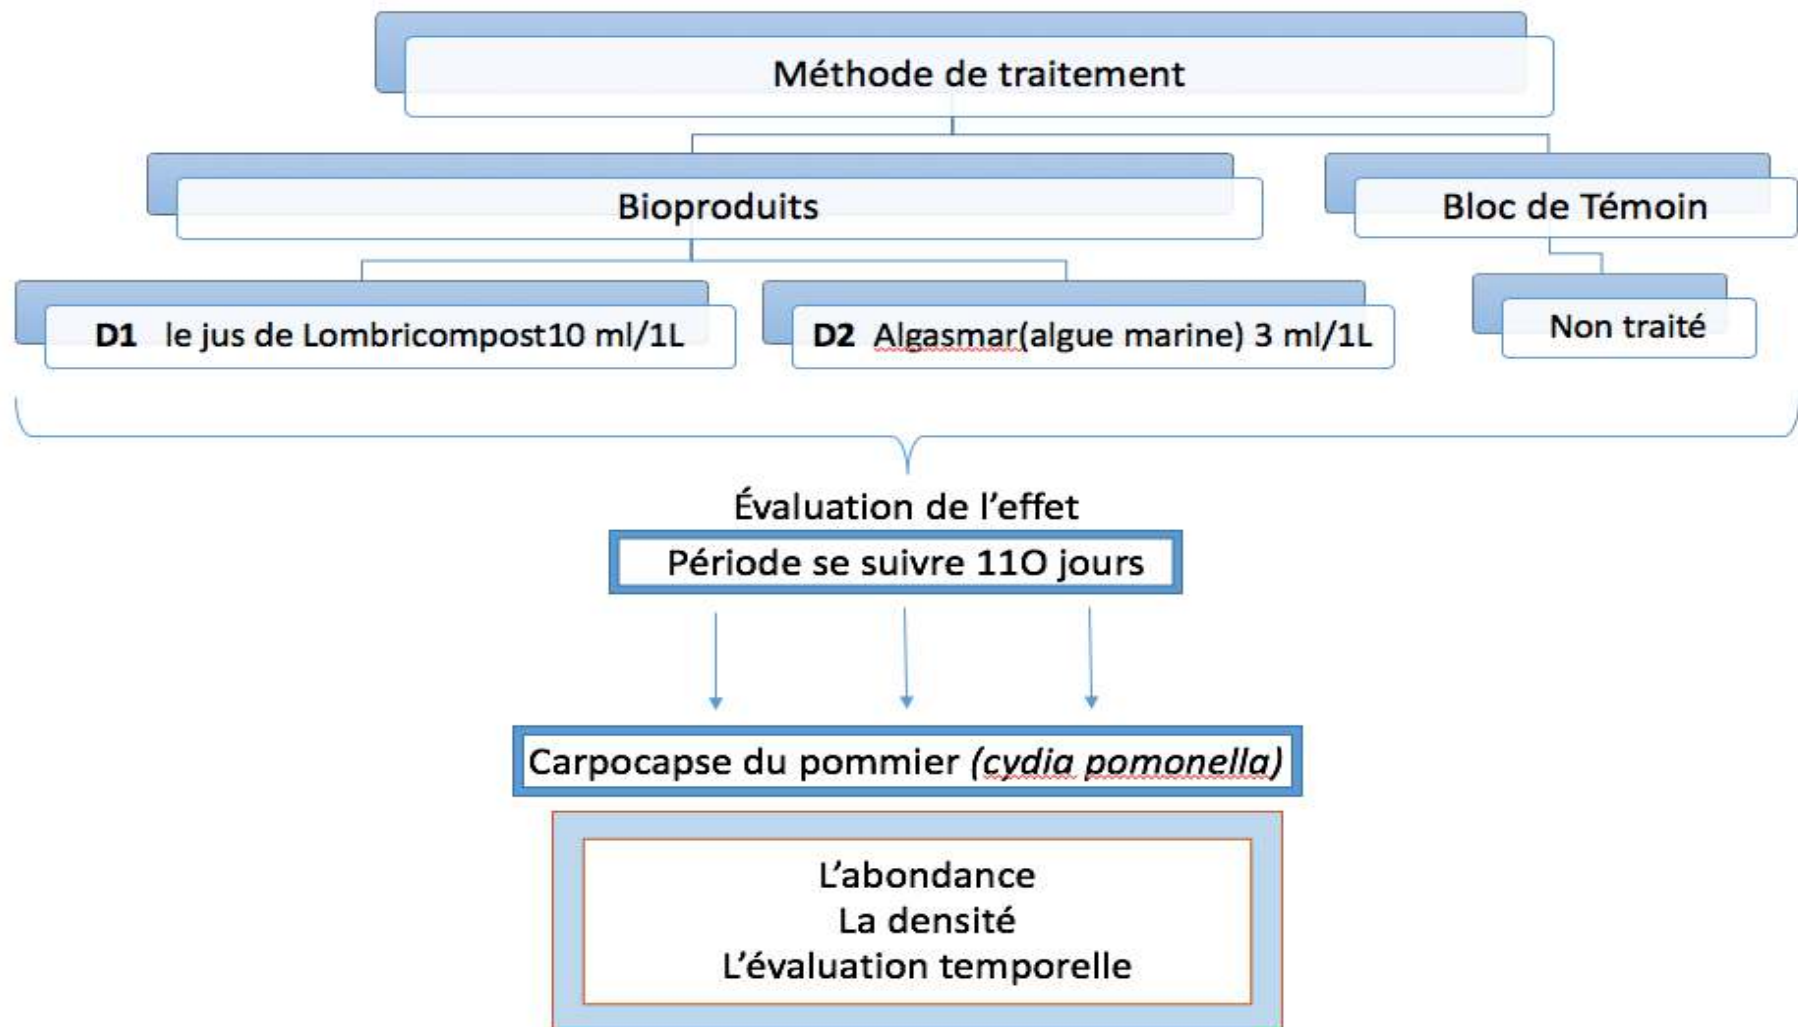 Méthode de traitement
Bioproduits
Bloc de Témoin
D1 le jus de Lombricompost10 ml/1L
D2 Algasmar(algue marine) 3 ml/1L
Non traité
Évaluation de l'effet
Période se suivre 11O jours
Carpocapse du pommier (cydia pomonella)
L'abondance
La densité
L'évaluation temporelle